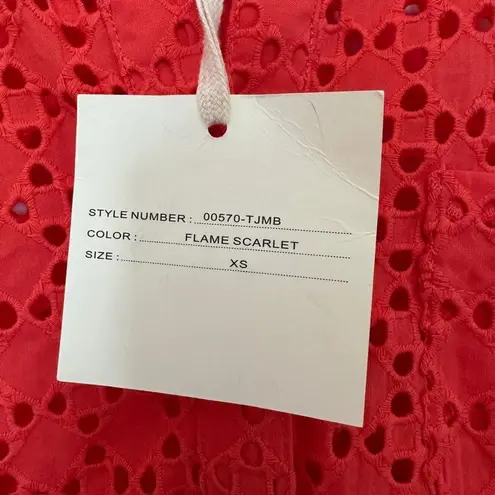 STYLE NUMBER : 00570-TJMB
COLOR : FLAME SCARLET
SIZE : XS